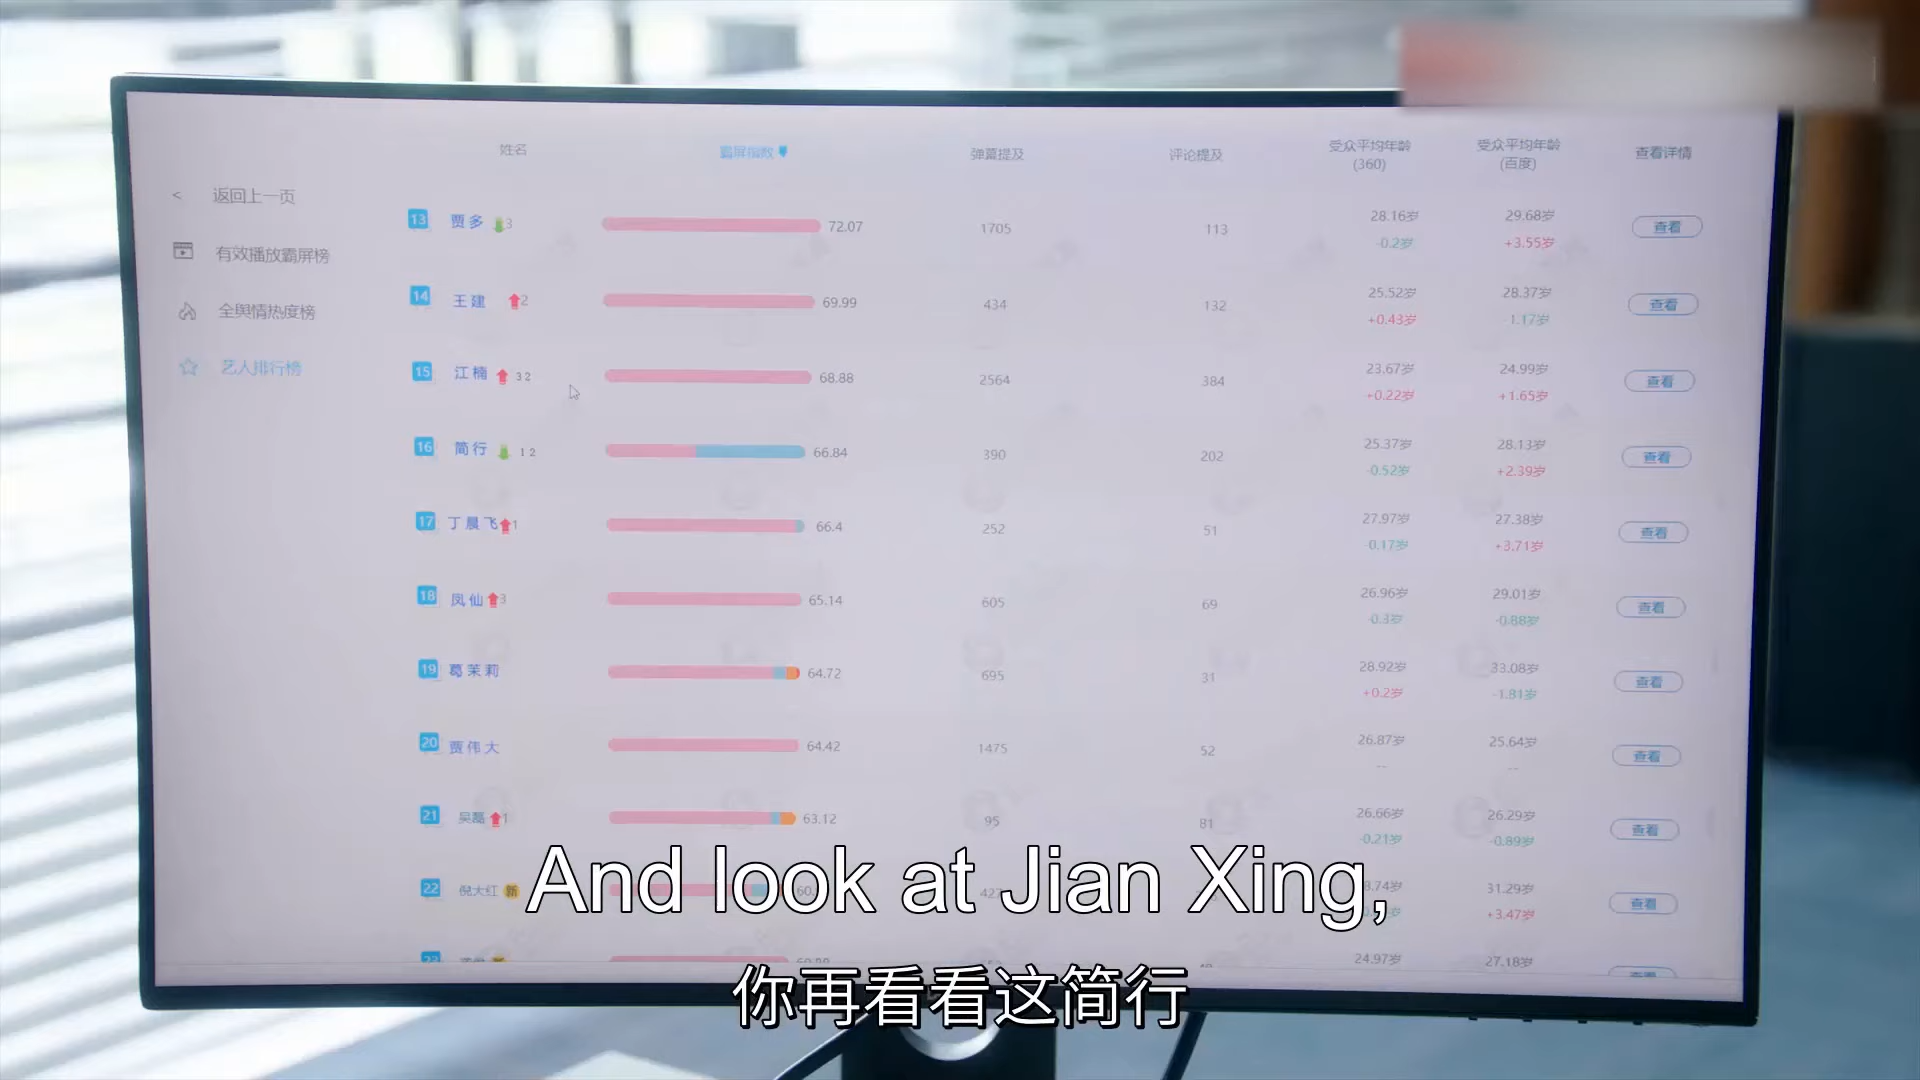 姓名 霸屏指数 弹幕提及 评论提及 受众平均年龄 (360) 受众平均年龄 (百度) 查看详情
< 返回上一页
有效播放霸屏榜
全舆情热度榜
艺人排行榜
13 贾多 3 72.07 1705 113 28.16岁 29.68岁 查看
-0.2岁 +3.55岁
14 王建 2 69.99 434 132 25.52岁 28.37岁 查看
+0.43岁 -1.17岁
15 江楠 32 68.88 2564 384 23.67岁 24.99岁 查看
+0.22岁 +1.65岁
16 简行 12 66.84 390 202 25.37岁 28.13岁 查看
-0.52岁 +2.39岁
17 丁晨飞 1 66.4 252 51 27.97岁 27.38岁 查看
-0.17岁 +3.71岁
18 凤仙 3 65.14 605 69 26.96岁 29.01岁 查看
-0.3岁 -0.88岁
19 葛茉莉 64.72 695 31 28.92岁 33.08岁 查看
+0.2岁 -1.81岁
20 贾伟大 64.42 1475 52 26.87岁 25.64岁 查看
-- --
21 吴磊 1 63.12 95 81 26.66岁 26.29岁 查看
-0.21岁 -0.89岁
22 倪大红 新 31.29岁 查看
+3.47岁
24.97岁 27.18岁
And look at Jian Xing,
你再看看这简行